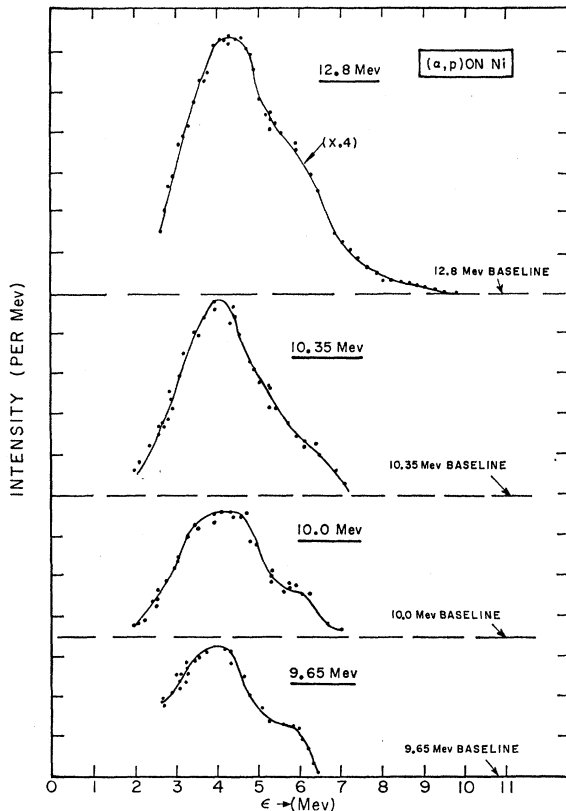 (α,p) ON Ni
12.8 Mev
(X.4)
12.8 Mev BASELINE
10.35 Mev
10.35 Mev BASELINE
10.0 Mev
10.0 Mev BASELINE
9.65 Mev
9.65 Mev BASELINE
INTENSITY (PER Mev)
0 1 2 3 4 5 6 7 8 9 10 11
ϵ → (Mev)